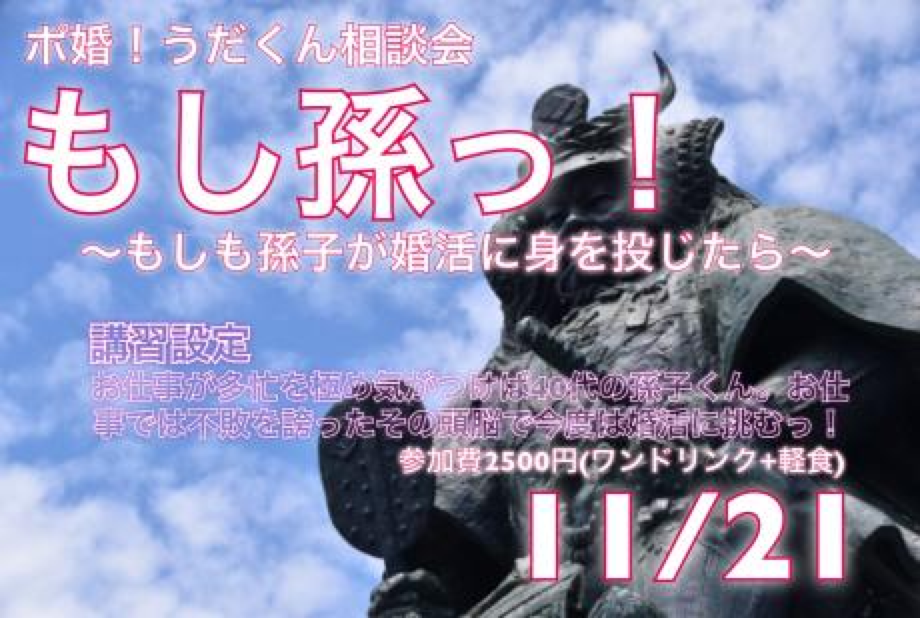 ポ婚！うだくん相談会
もし孫っ！
〜もしも孫子が婚活に身を投じたら〜
講習設定
お仕事が多忙を極め気がつけば40代の孫子くん。お仕
事では不敗を誇ったその頭脳で今度は婚活に挑むっ！
参加費2500円(ワンドリンク+軽食)
11/21